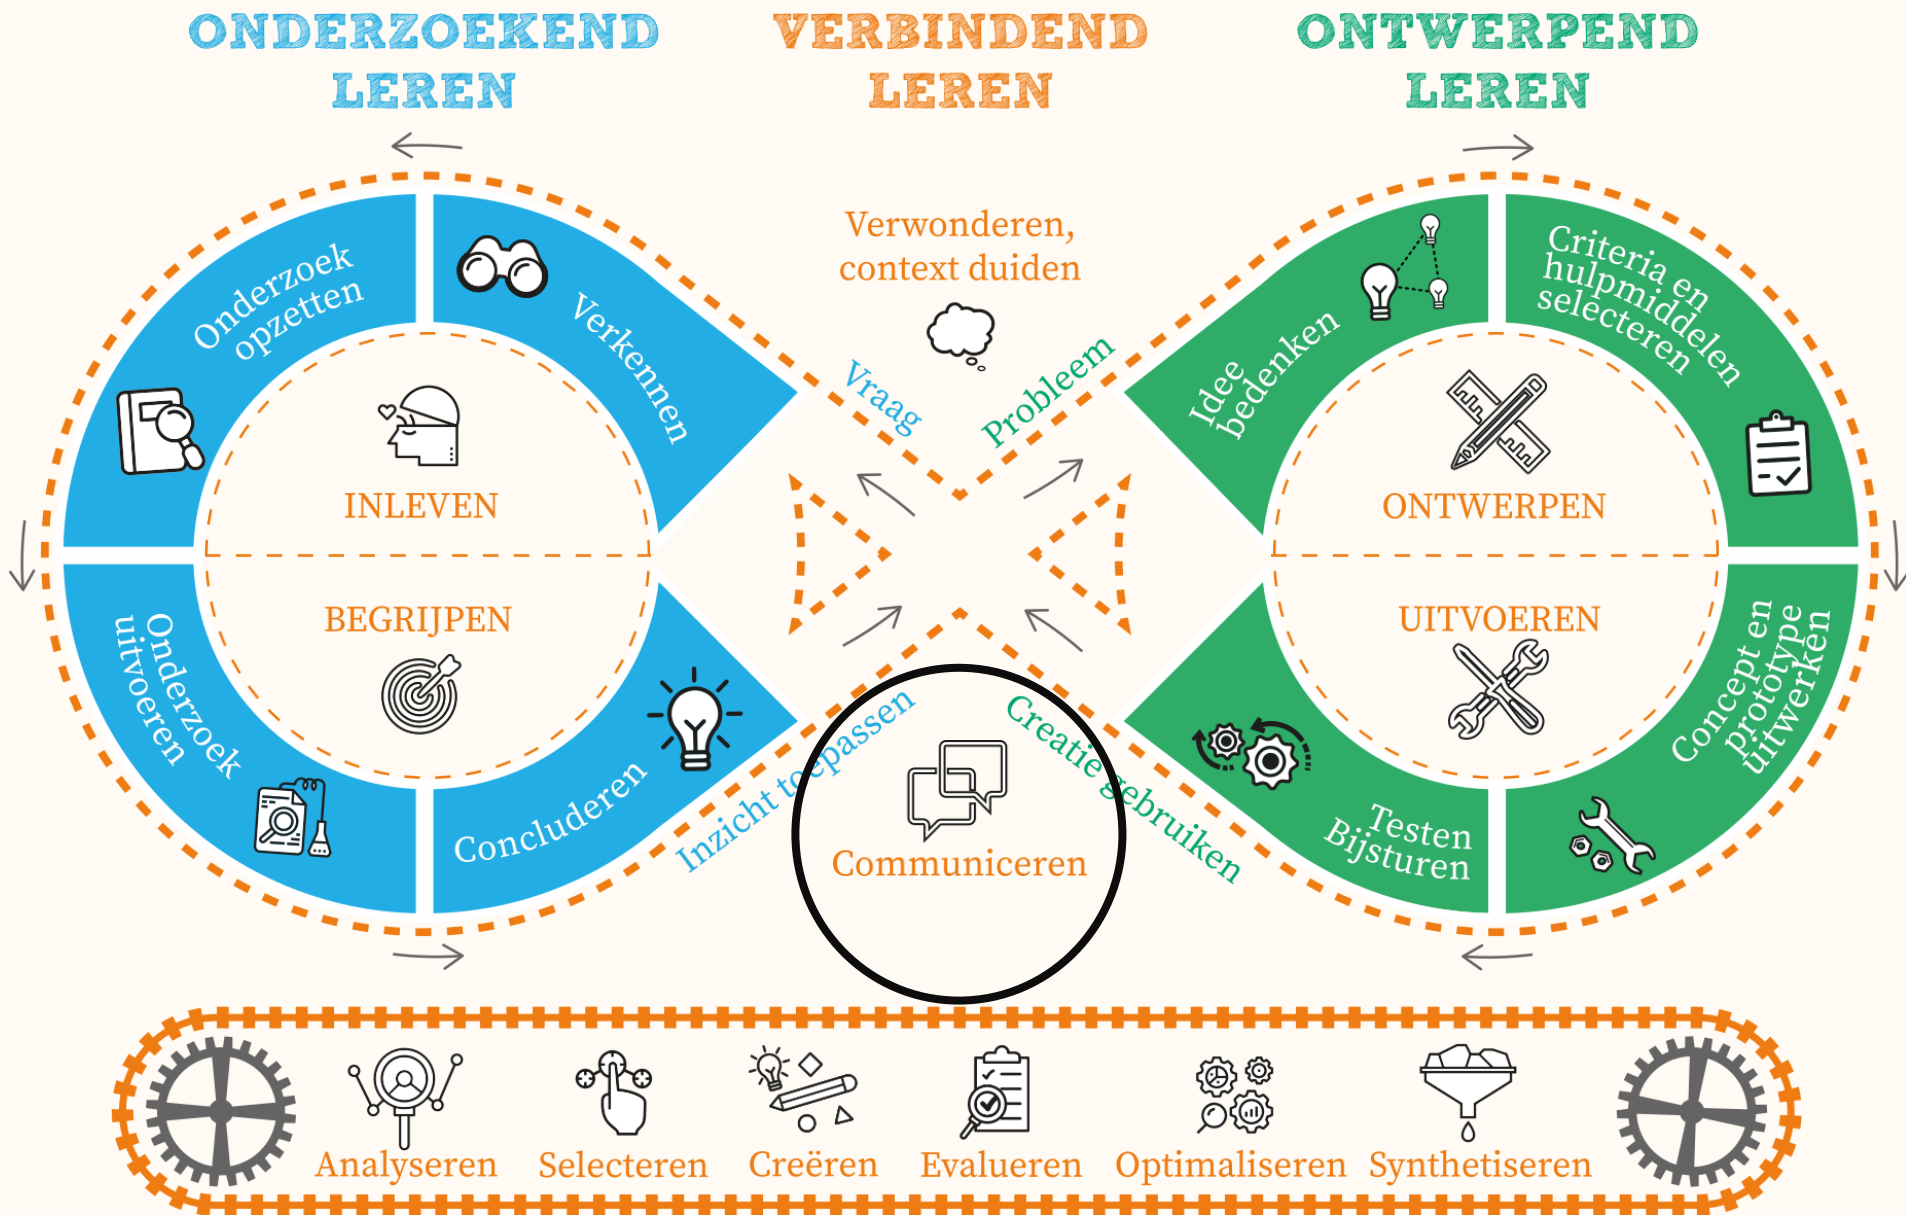 ONDERZOEKEND
LEREN
VERBINDEND
LEREN
ONTWERPEND
LEREN
Verwonderen,
context duiden
Vraag
Probleem
Onderzoek
opzetten
Verkennen
INLEVEN
BEGRIJPEN
Onderzoek
uitvoeren
Concluderen
Inzicht toepassen
Idee
bedenken
Criteria en
hulpmiddelen
selecteren
ONTWERPEN
UITVOEREN
Concept en
prototype
uitwerken
Testen
Bijsturen
Creatie gebruiken
Communiceren
Analyseren
Selecteren
Creëren
Evalueren
Optimaliseren
Synthetiseren